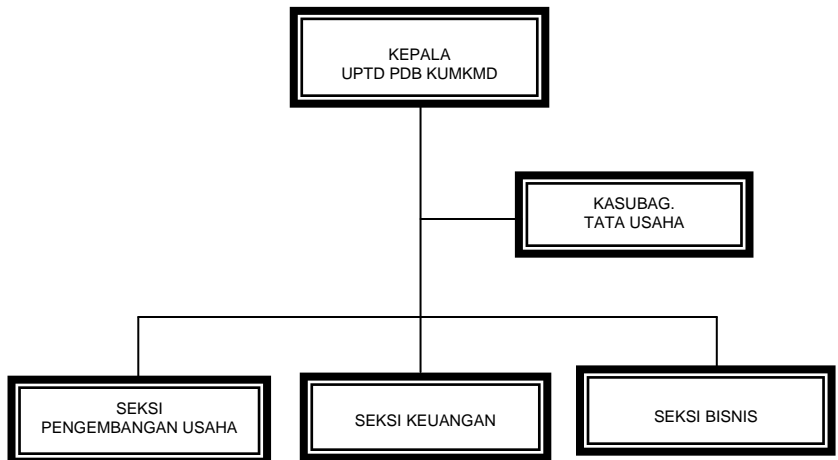 KEPALA
UPTD PDB KUMKMD
KASUBAG.
TATA USAHA
SEKSI
PENGEMBANGAN USAHA
SEKSI KEUANGAN
SEKSI BISNIS